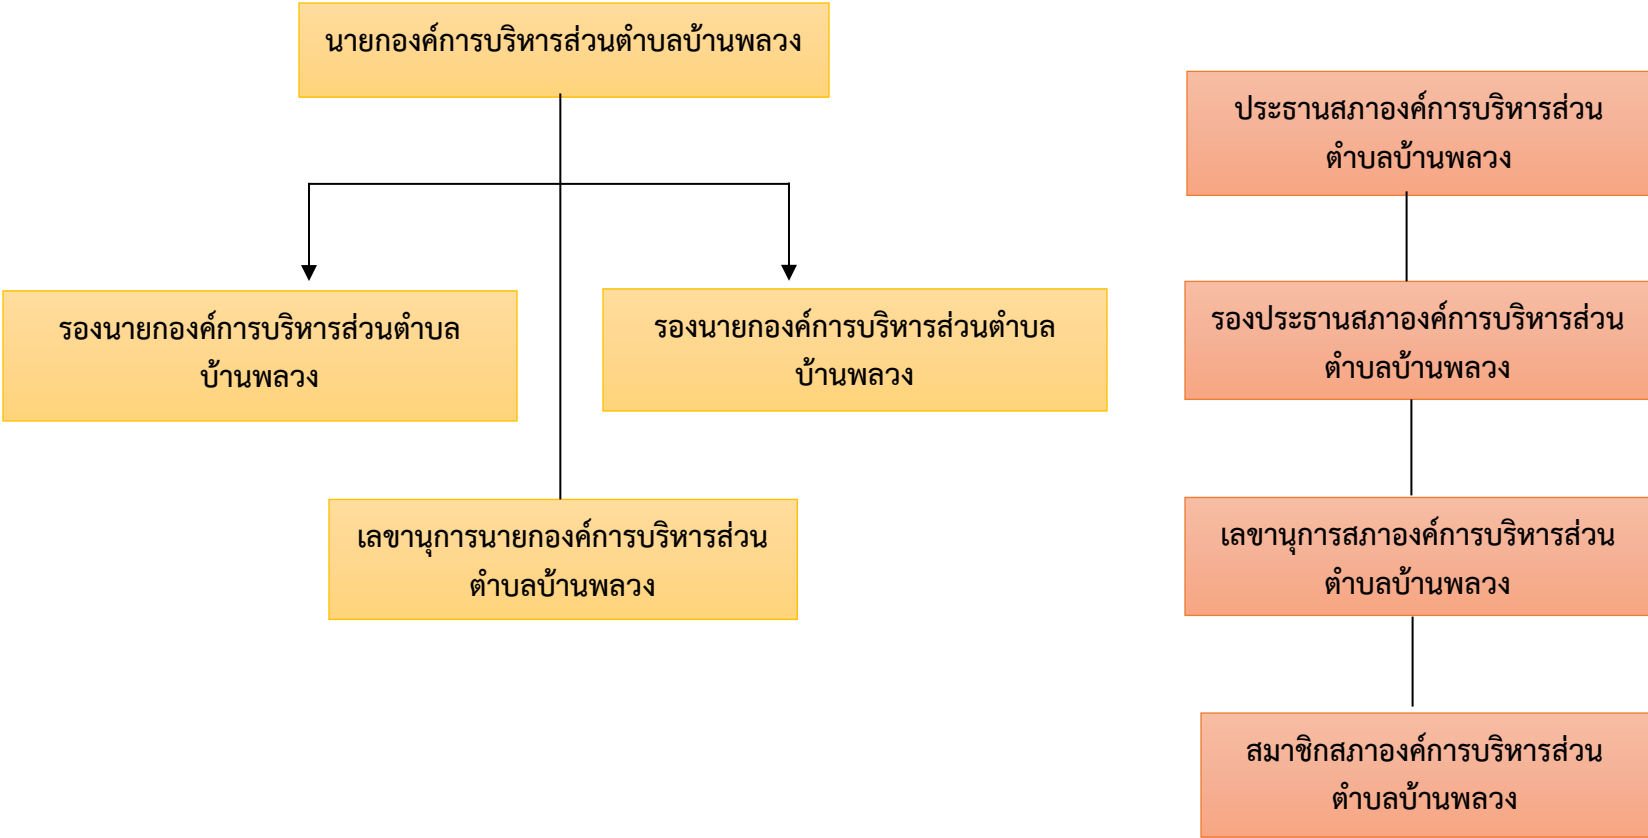 นายกองค์การบริหารส่วนตำบลบ้านพลวง
รองนายกองค์การบริหารส่วนตำบล
บ้านพลวง
รองนายกองค์การบริหารส่วนตำบล
บ้านพลวง
เลขานุการนายกองค์การบริหารส่วน
ตำบลบ้านพลวง
ประธานสภาองค์การบริหารส่วน
ตำบลบ้านพลวง
รองประธานสภาองค์การบริหารส่วน
ตำบลบ้านพลวง
เลขานุการสภาองค์การบริหารส่วน
ตำบลบ้านพลวง
สมาชิกสภาองค์การบริหารส่วน
ตำบลบ้านพลวง